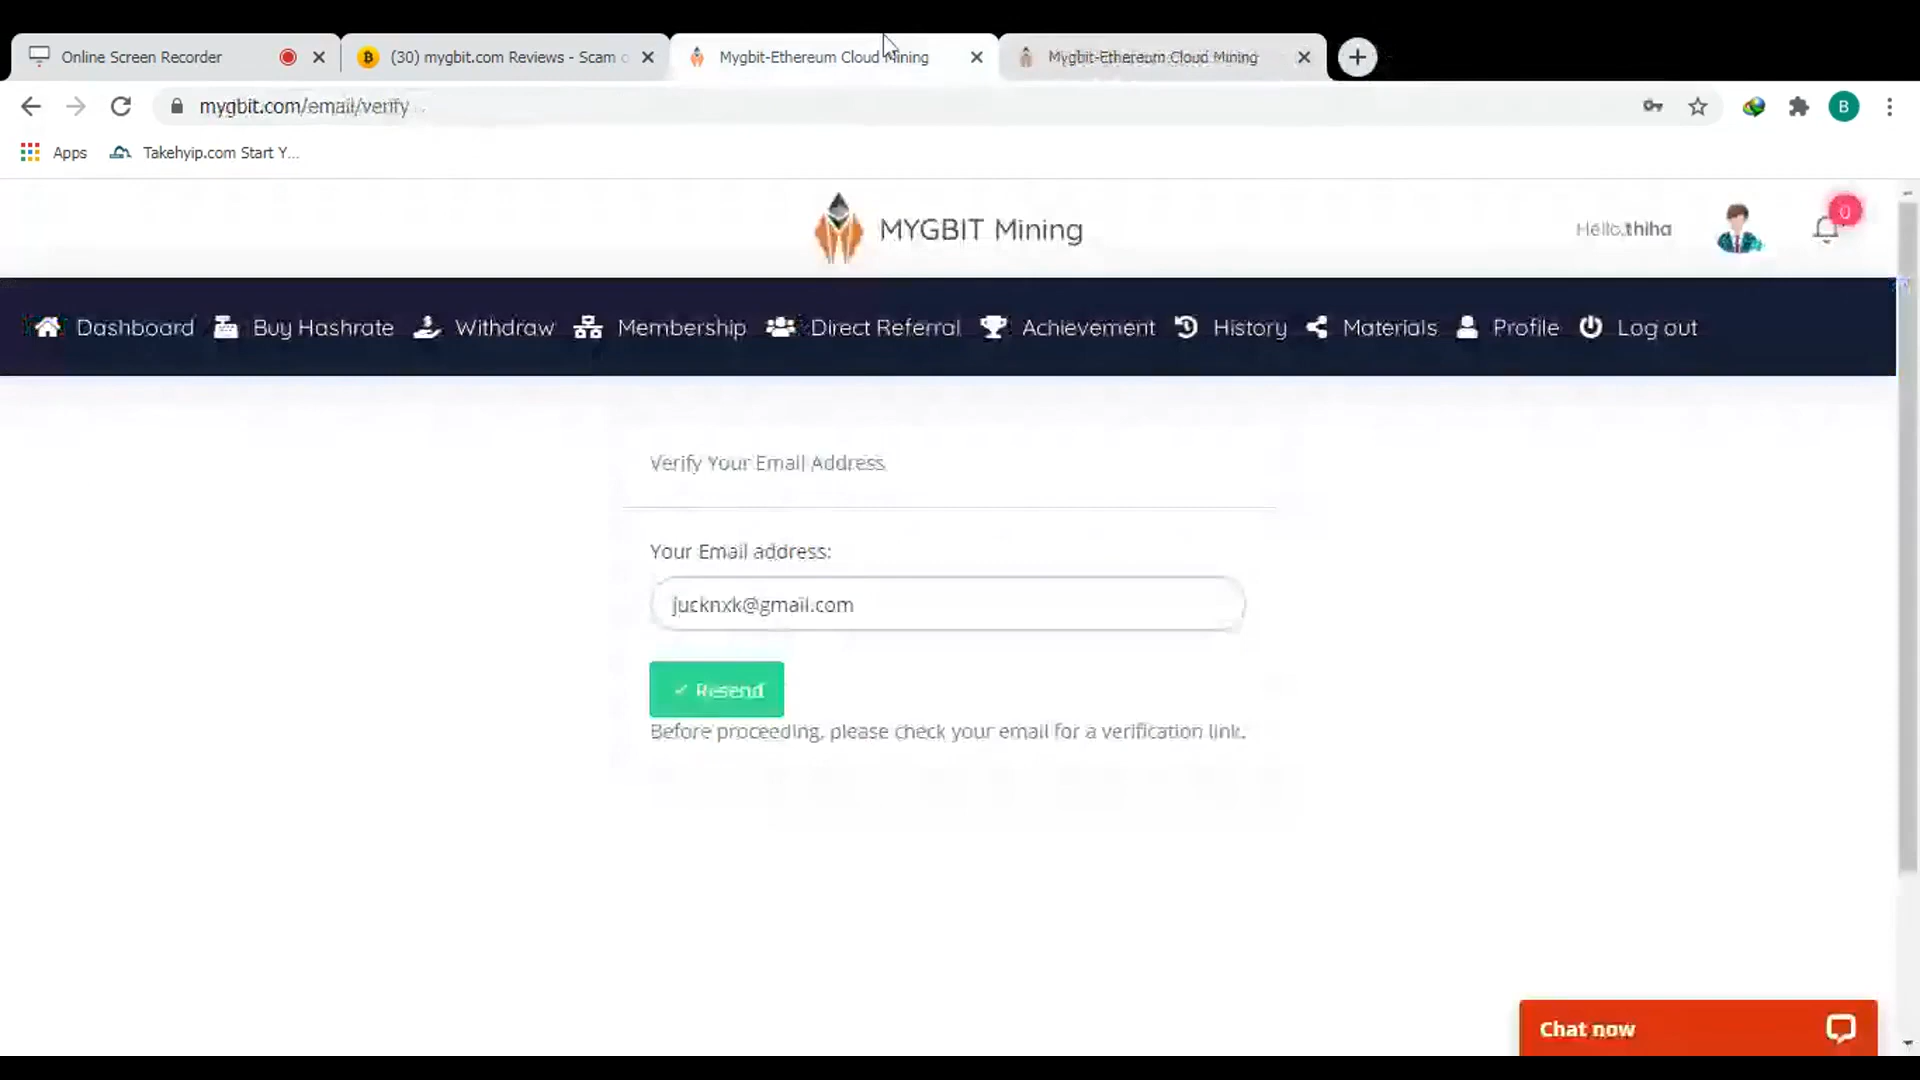 Online Screen Recorder
(30) mygbit.com Reviews - Scam o
Mygbit-Ethereum Cloud Mining
Mygbit-Ethereum Cloud Mining
mygbit.com/email/verify
B
Apps
Takehyip.com Start Y...
MYGBIT Mining
Hello,thiha
0
Dashboard
Buy Hashrate
Withdraw
Membership
Direct Referral
Achievement
History
Materials
Profile
Log out
Verify Your Email Address
Your Email address:
jucknxk@gmail.com
✓ Resend
Before proceeding, please check your email for a verification link.
Chat now